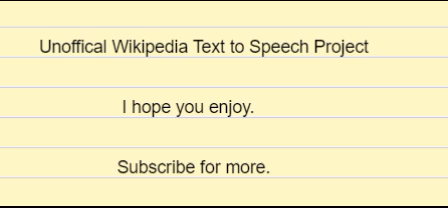 Unoffical Wikipedia Text to Speech Project
I hope you enjoy.
Subscribe for more.